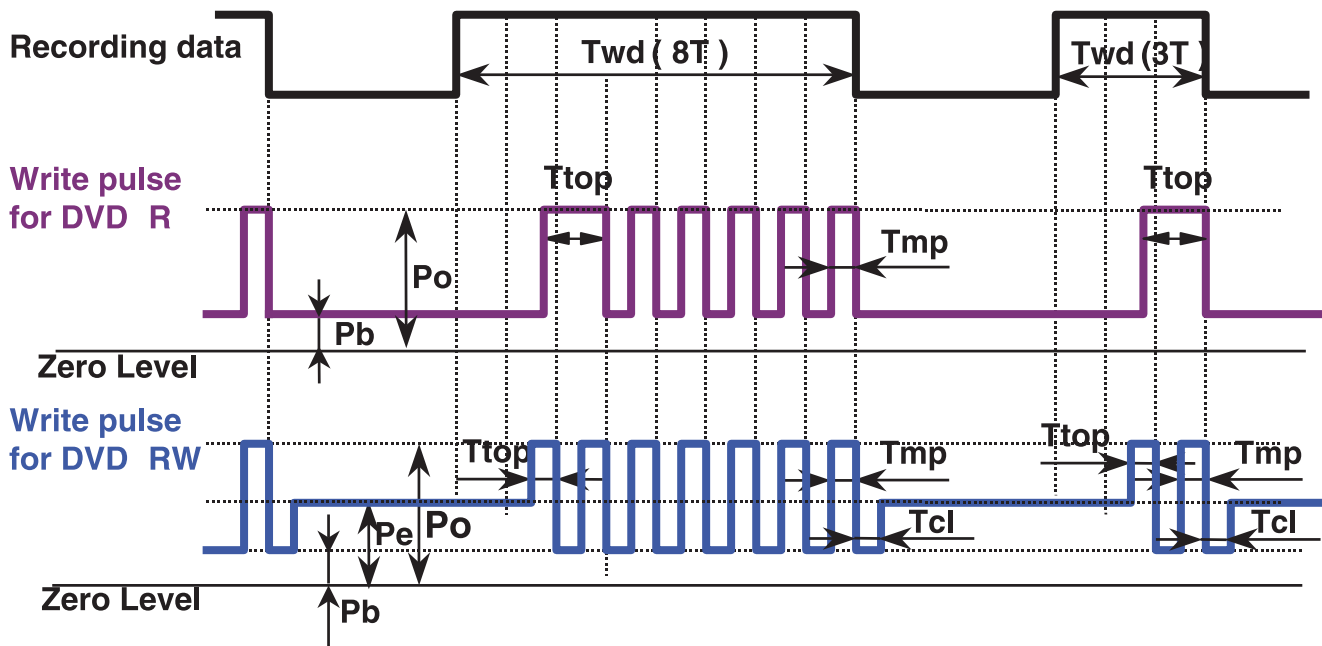 Recording data
Twd ( 8T )
Twd (3T )
Write pulse
for DVD R
Ttop
Ttop
Po
Tmp
Pb
Zero Level
Write pulse
for DVD RW
Ttop
Ttop
Tmp
Tmp
Pe
Po
Tcl
Tcl
Zero Level
Pb